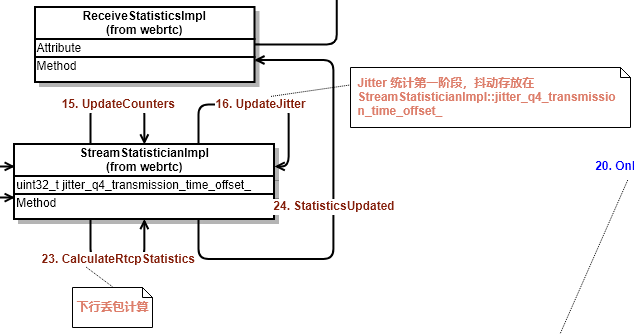 ReceiveStatisticsImpl
(from webrtc)
Attribute
Method
Jitter 统计第一阶段，抖动存放在
StreamStatisticianImpl::jitter_q4_transmissio
n_time_offset_
15. UpdateCounters
16. UpdateJitter
StreamStatisticianImpl
(from webrtc)
uint32_t jitter_q4_transmission_time_offset_
Method
20. Onl
24. StatisticsUpdated
23. CalculateRtcpStatistics
下行丢包计算